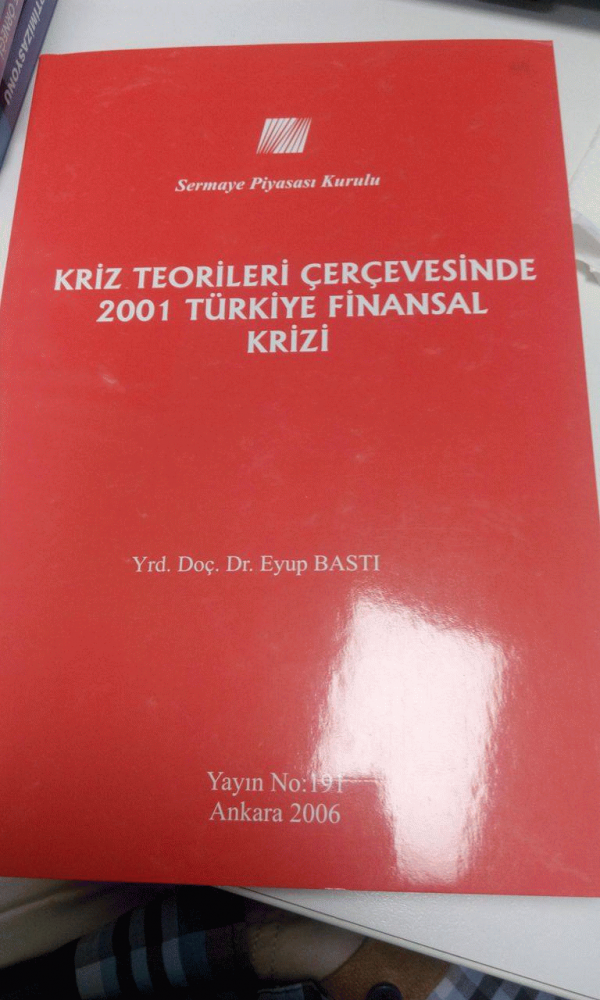 Sermaye Piyasası Kurulu
KRİZ TEORİLERİ ÇERÇEVESİNDE
2001 TÜRKİYE FİNANSAL
KRİZİ
Yrd. Doç. Dr. Eyup BASTI
Yayın No:191
Ankara 2006